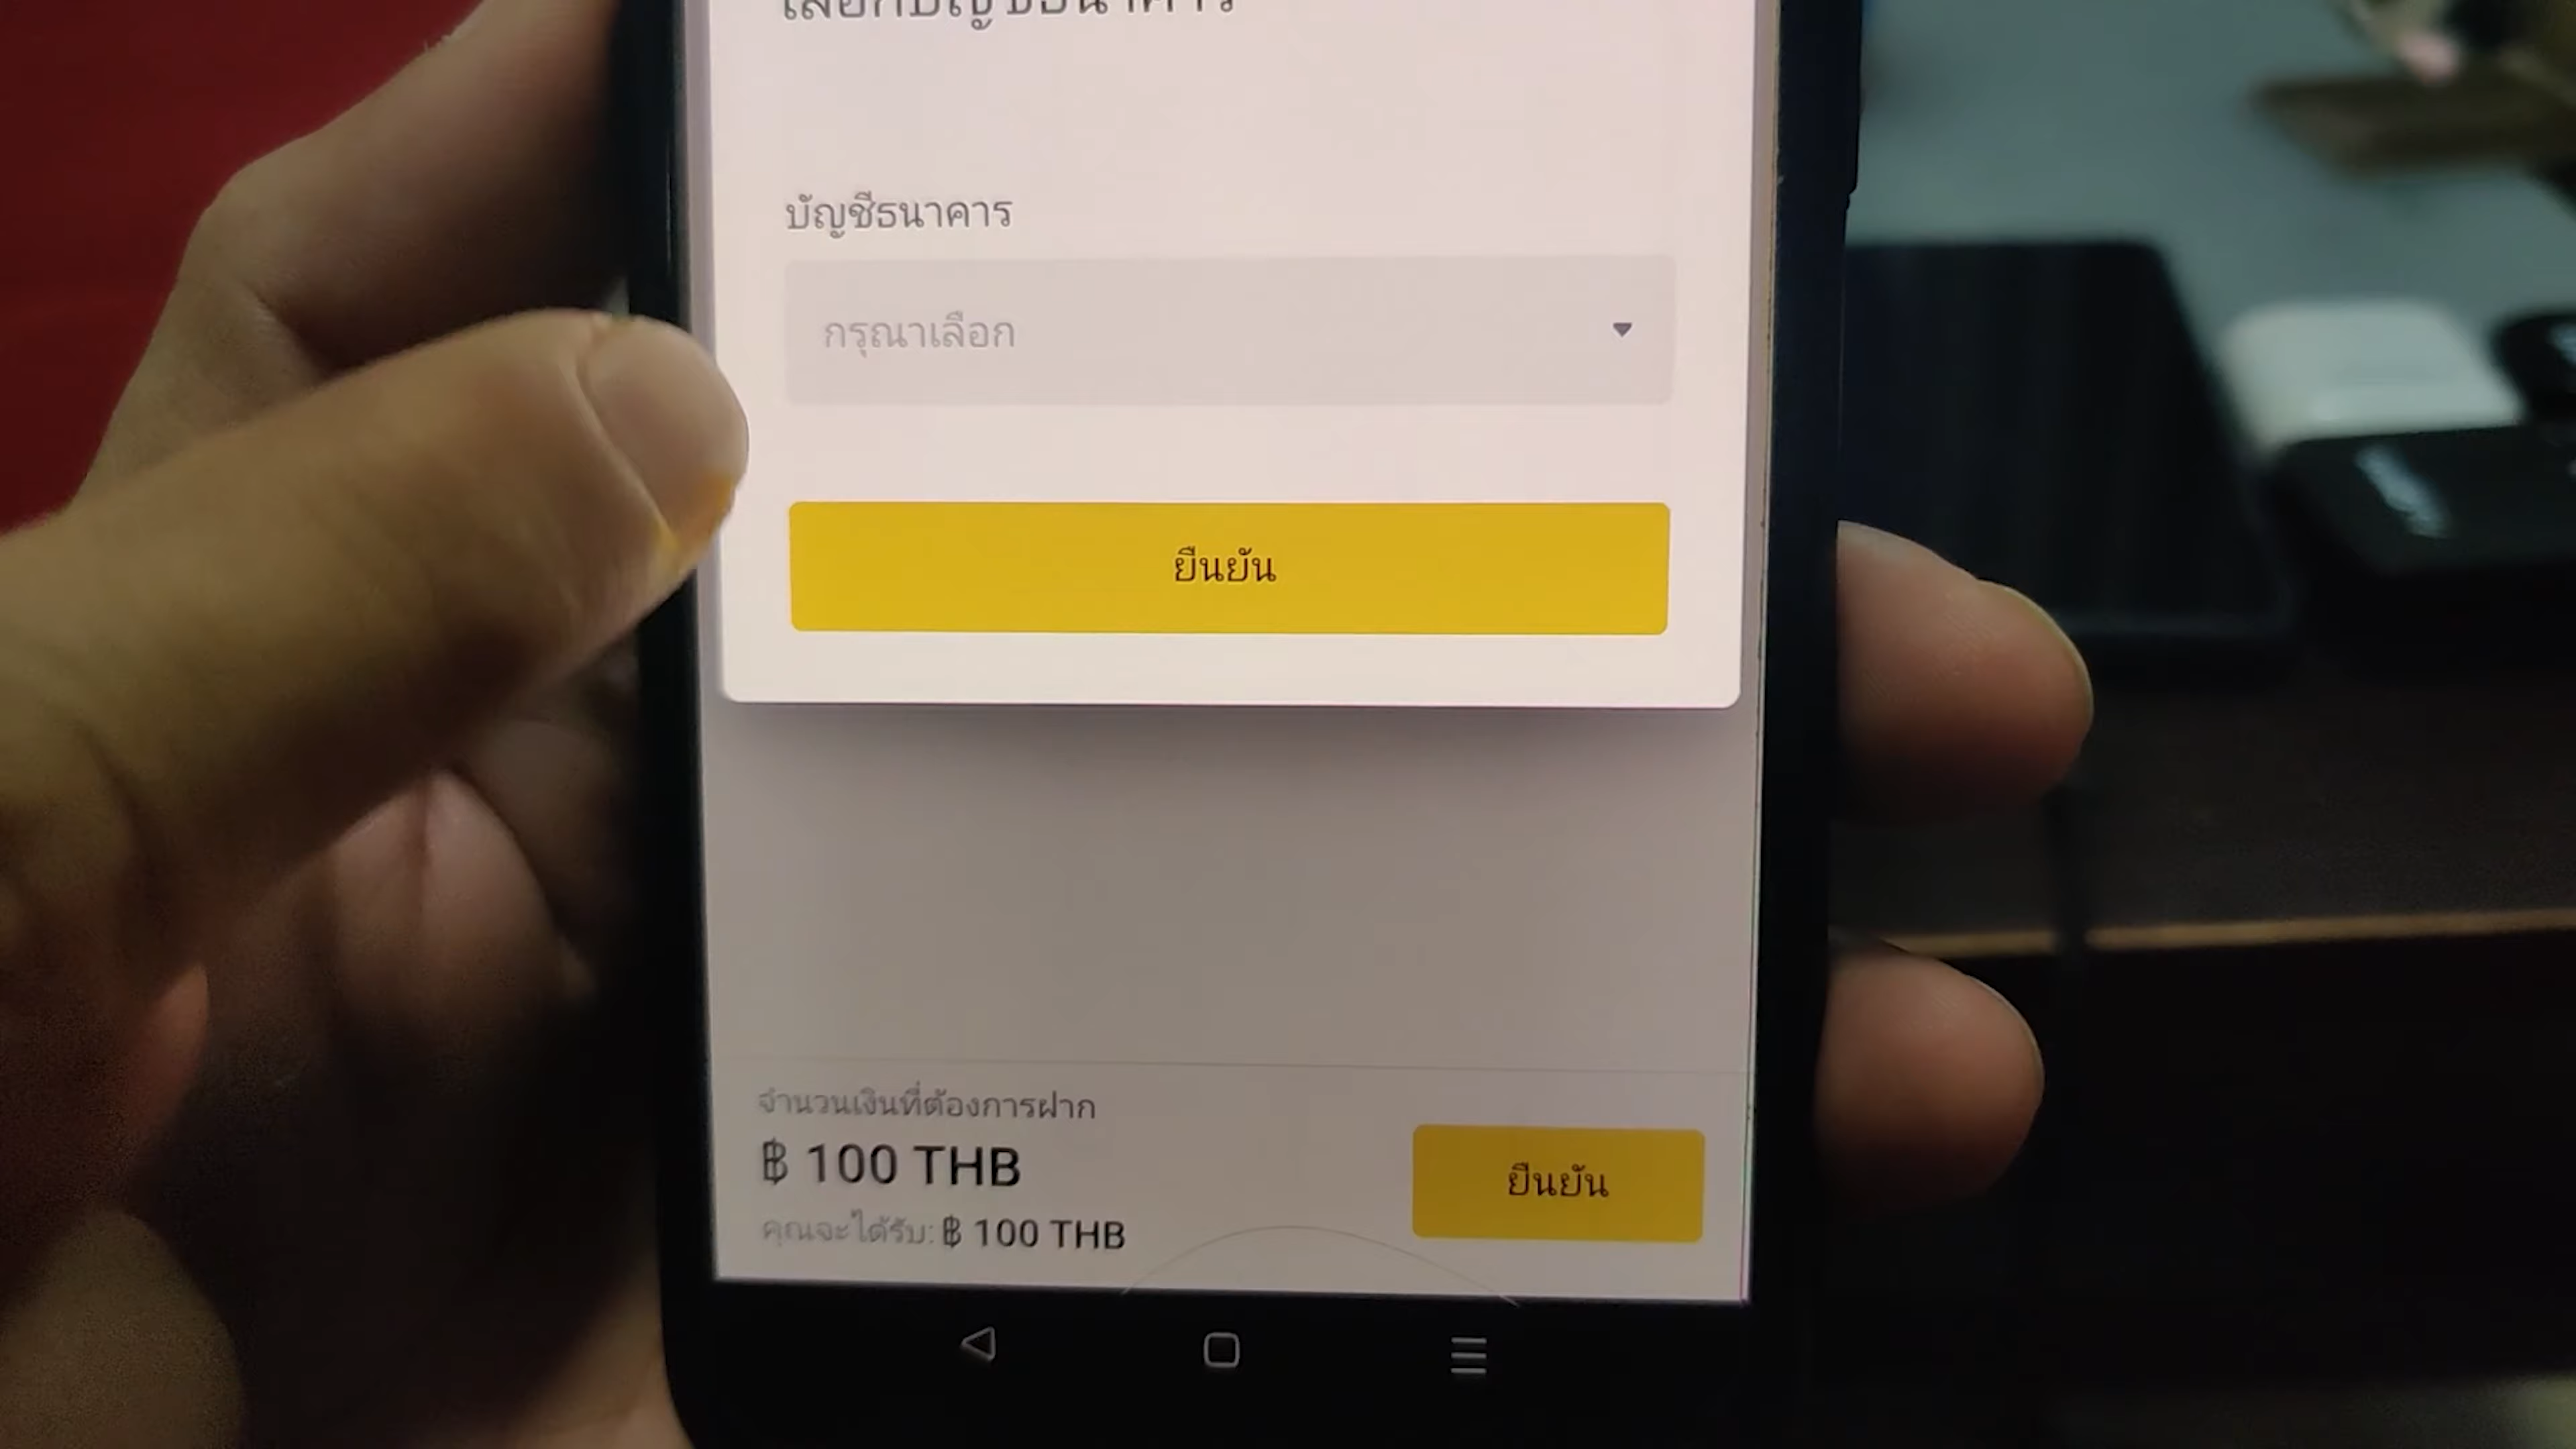 เลือกบัญชีธนาคาร
บัญชีธนาคาร
กรุณาเลือก
ยืนยัน
จำนวนเงินที่ต้องการฝาก
฿ 100 THB
ยืนยัน
คุณจะได้รับ: ฿ 100 THB